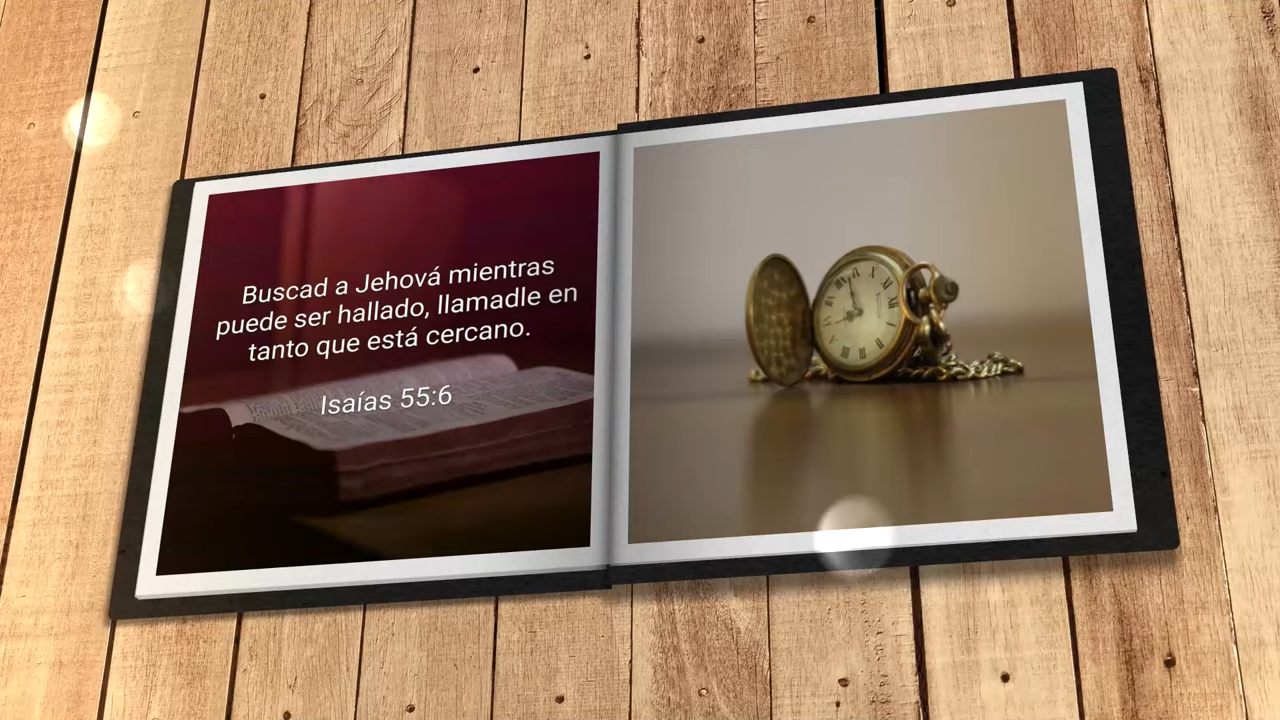 Buscad a Jehová mientras
puede ser hallado, llamadle en
tanto que está cercano.
Isaías 55:6